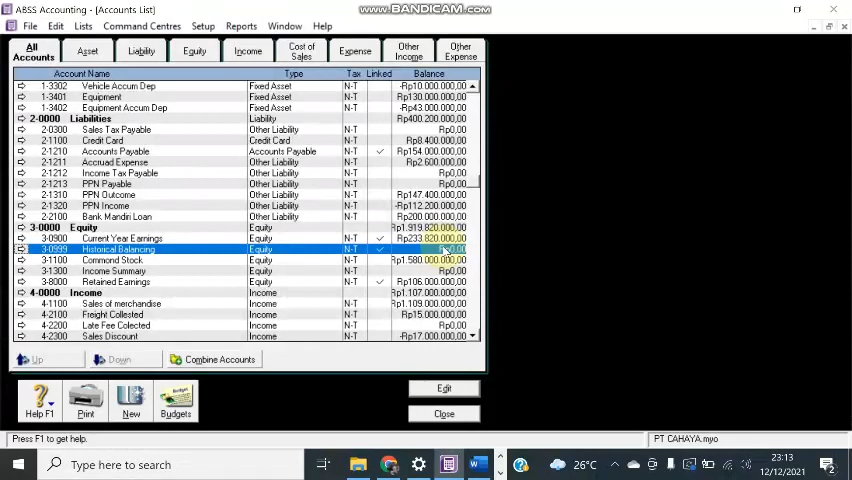 ABSS Accounting - [Accounts List]
www.BANDICAM.com
File Edit Lists Command Centres Setup Reports Window Help
All Accounts Asset Liability Equity Income Cost of Sales Expense Other Income Other Expense
Account Name Type Tax Linked Balance
1-3302 Vehicle Accum Dep Fixed Asset N-T -Rp10.000.000,00
1-3401 Equipment Fixed Asset N-T Rp130.000.000,00
1-3402 Equipment Accum Dep Fixed Asset N-T -Rp43.000.000,00
2-0000 Liabilities Liability Rp400.200.000,00
2-0300 Sales Tax Payable Other Liability N-T Rp0,00
2-1100 Credit Card Credit Card N-T Rp8.400.000,00
2-1210 Accounts Payable Accounts Payable N-T Rp154.000.000,00
2-1211 Accruad Expense Other Liability N-T Rp2.600.000,00
2-1212 Income Tax Payable Other Liability N-T Rp0,00
2-1213 PPN Payable Other Liability N-T Rp0,00
2-1310 PPN Outcome Other Liability N-T Rp147.400.000,00
2-1320 PPN Income Other Liability N-T -Rp112.200.000,00
2-2100 Bank Mandiri Loan Other Liability N-T Rp200.000.000,00
3-0000 Equity Equity Rp1.919.820.000,00
3-0900 Current Year Earnings Equity N-T Rp233.820.000,00
3-0999 Historical Balancing Equity N-T Rp0,00
3-1100 Commond Stock Equity N-T Rp1.580.000.000,00
3-1300 Income Summary Equity N-T Rp0,00
3-8000 Retained Earnings Equity N-T Rp106.000.000,00
4-0000 Income Income Rp1.107.000.000,00
4-1100 Sales of merchandise Income N-T Rp1.109.000.000,00
4-2100 Freight Collested Income N-T Rp15.000.000,00
4-2200 Late Fee Colected Income N-T Rp0,00
4-2300 Sales Discount Income N-T -Rp17.000.000,00
Up Down Combine Accounts
Edit
Help F1 Print New Budgets
Close
Press F1 to get help. PT CAHAYA.myo
Type here to search 26°C 23:13
12/12/2021 2